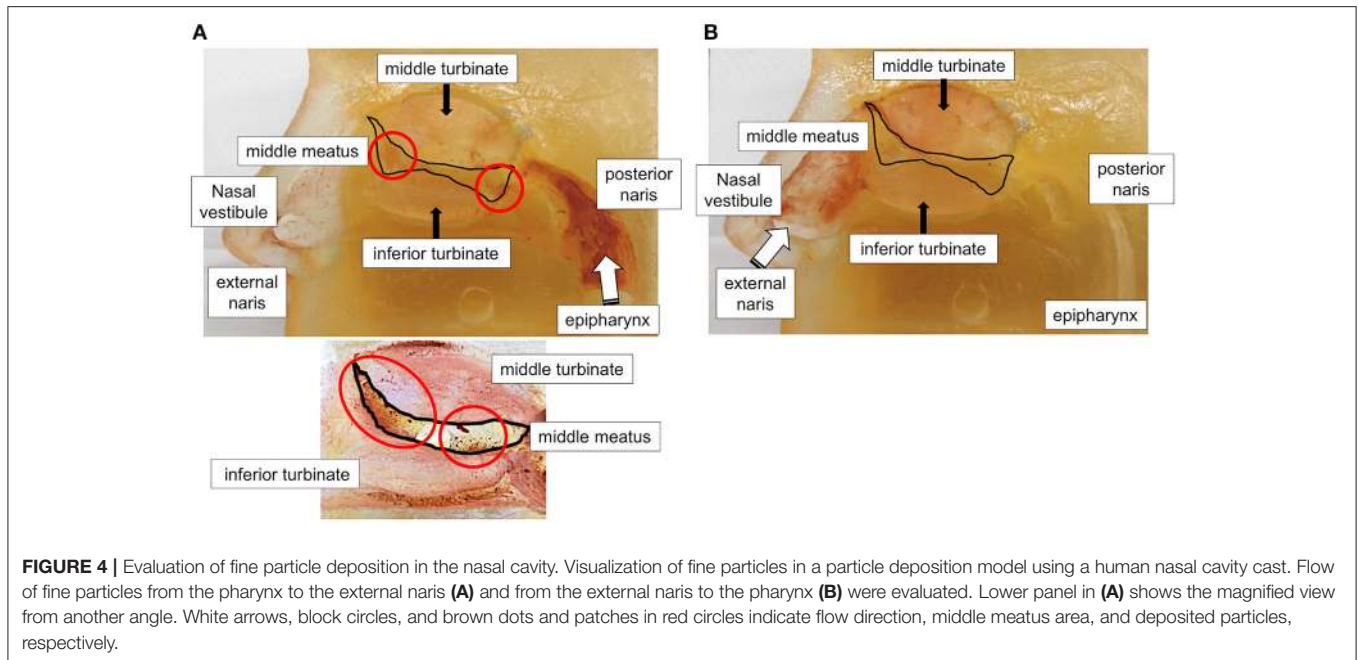 A
middle turbinate
middle meatus
Nasal
vestibule
external
naris
inferior turbinate
posterior
naris
epipharynx
middle turbinate
middle meatus
inferior turbinate
B
middle turbinate
middle meatus
Nasal
vestibule
external
naris
inferior turbinate
posterior
naris
epipharynx
FIGURE 4 | Evaluation of fine particle deposition in the nasal cavity. Visualization of fine particles in a particle deposition model using a human nasal cavity cast. Flow
of fine particles from the pharynx to the external naris (A) and from the external naris to the pharynx (B) were evaluated. Lower panel in (A) shows the magnified view
from another angle. White arrows, block circles, and brown dots and patches in red circles indicate flow direction, middle meatus area, and deposited particles,
respectively.